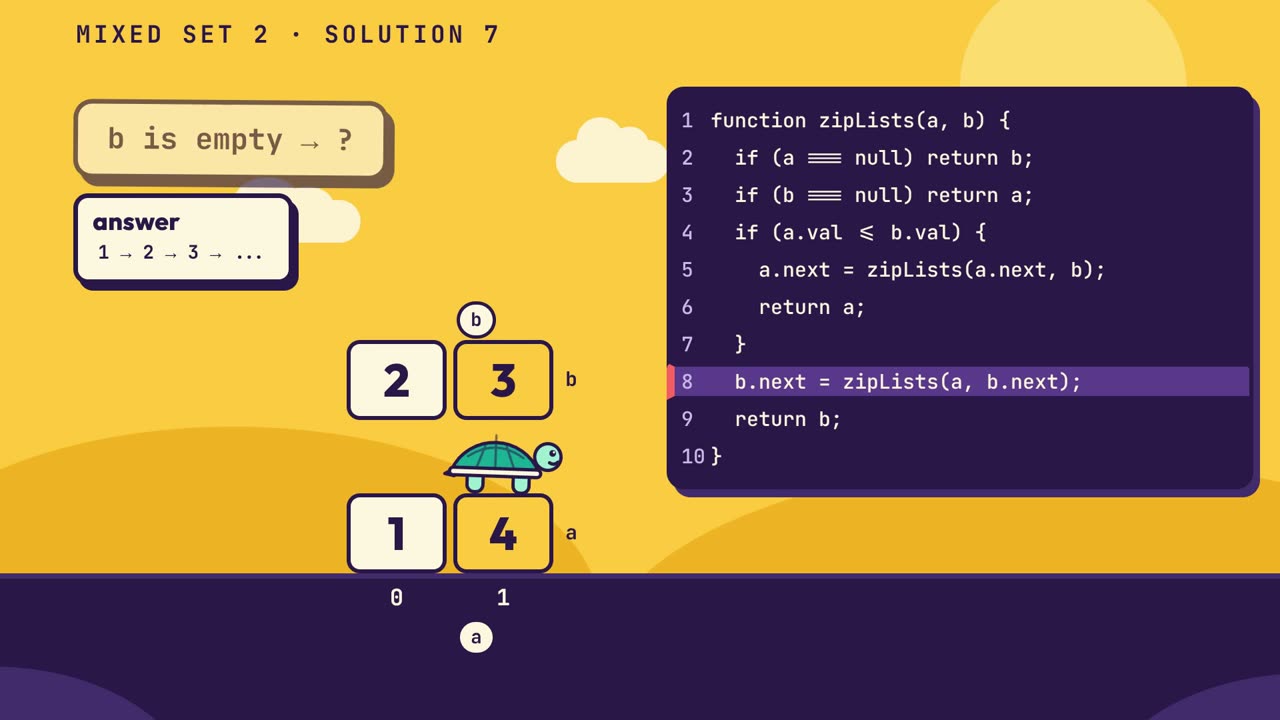 MIXED SET 2 · SOLUTION 7
b is empty → ?
answer
1 → 2 → 3 → ...
b
2 3 b
1 4 a
0 1
a
1 function zipLists(a, b) {
2 if (a === null) return b;
3 if (b === null) return a;
4 if (a.val <= b.val) {
5 a.next = zipLists(a.next, b);
6 return a;
7 }
8 b.next = zipLists(a, b.next);
9 return b;
10 }